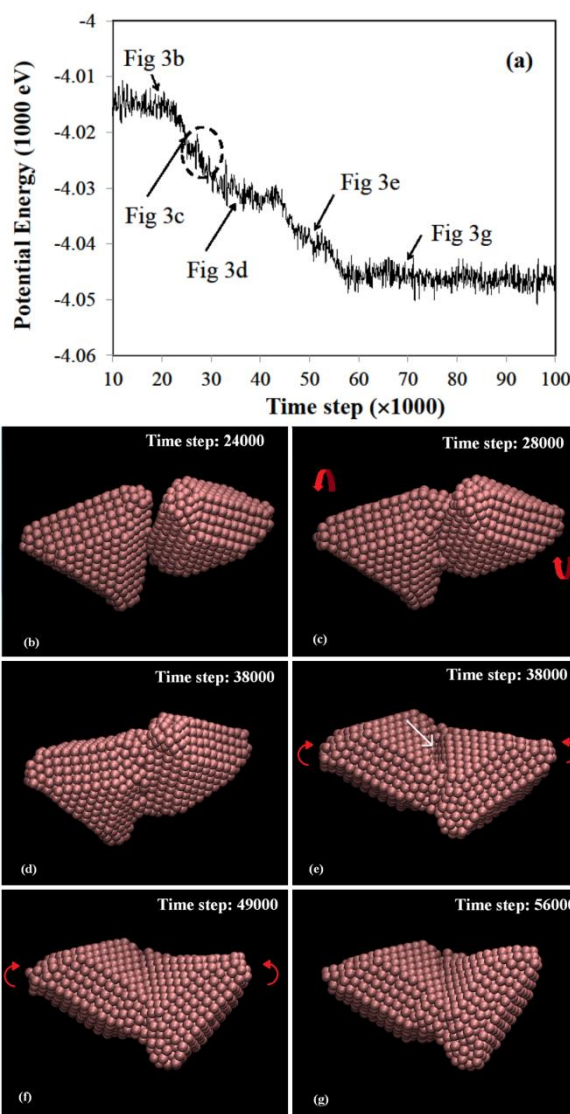 -4
(a)
Fig 3b
-4.01
-4.02
Fig 3e
-4.03
Fig 3c
Fig 3g
Fig 3d
-4.04
-4.05
-4.06
Potential Energy (1000 eV)
10 20 30 40 50 60 70 80 90 100
Time step (×1000)
Time step: 24000
(b)
Time step: 28000
(c)
Time step: 38000
(d)
Time step: 38000
(e)
Time step: 49000
(f)
Time step: 56000
(g)